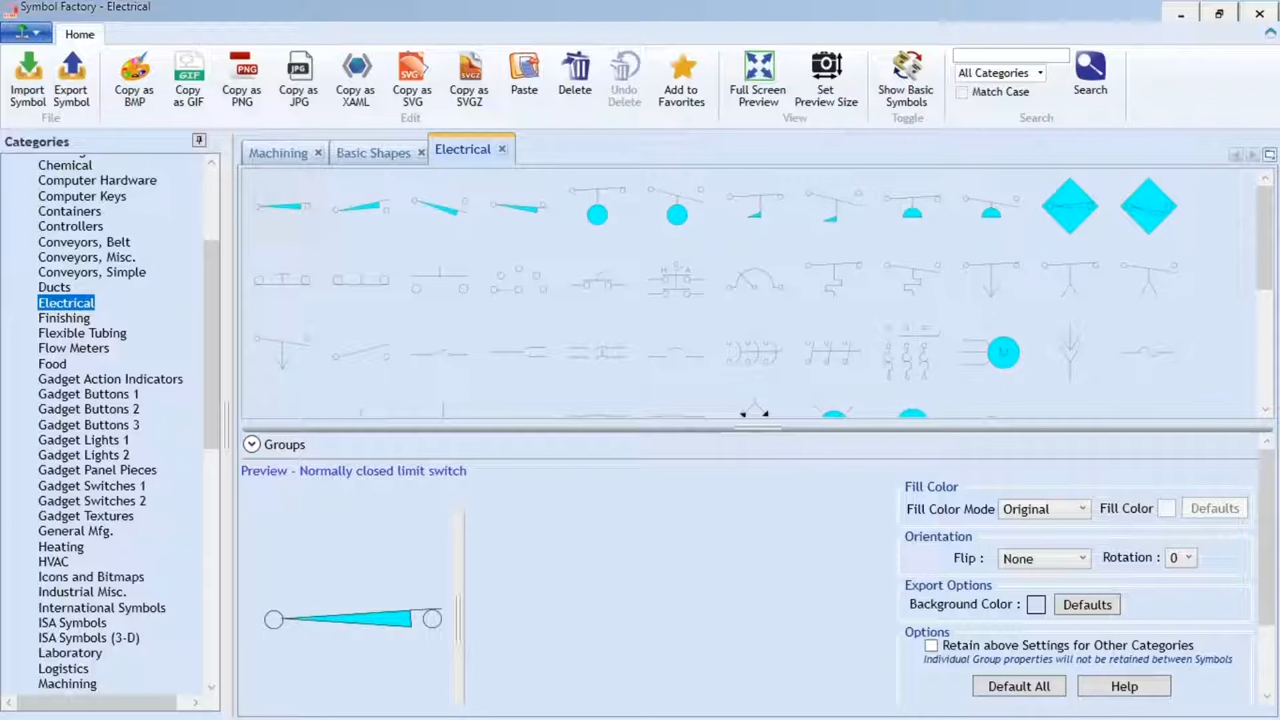 Symbol Factory - Electrical
Home
Import Symbol
Export Symbol
File
Copy as BMP
Copy as GIF
Copy as PNG
Copy as JPG
Copy as XAML
Copy as SVG
Copy as SVGZ
Paste
Delete
Undo Delete
Edit
Add to Favorites
Full Screen Preview
Set Preview Size
View
Show Basic Symbols
Toggle
All Categories
Match Case
Search
Search
Categories
Chemical
Computer Hardware
Computer Keys
Containers
Controllers
Conveyors, Belt
Conveyors, Misc.
Conveyors, Simple
Ducts
Electrical
Finishing
Flexible Tubing
Flow Meters
Food
Gadget Action Indicators
Gadget Buttons 1
Gadget Buttons 2
Gadget Buttons 3
Gadget Lights 1
Gadget Lights 2
Gadget Panel Pieces
Gadget Switches 1
Gadget Switches 2
Gadget Textures
General Mfg.
Heating
HVAC
Icons and Bitmaps
Industrial Misc.
International Symbols
ISA Symbols
ISA Symbols (3-D)
Laboratory
Logistics
Machining
Machining
Basic Shapes
Electrical
Groups
Preview - Normally closed limit switch
Fill Color
Fill Color Mode Original Fill Color Defaults
Orientation
Flip : None Rotation : 0
Export Options
Background Color : Defaults
Options
Retain above Settings for Other Categories
Individual Group properties will not be retained between Symbols
Default All Help